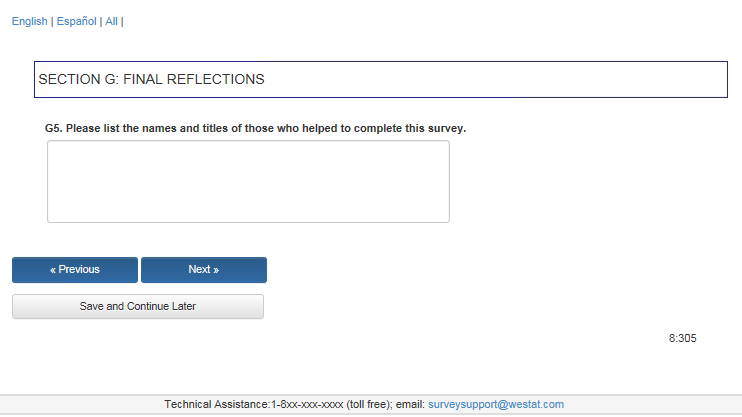 English | Español | All |
SECTION G: FINAL REFLECTIONS
G5. Please list the names and titles of those who helped to complete this survey.
« Previous
Next »
Save and Continue Later
8:305
Technical Assistance:1-8xx-xxx-xxxx (toll free); email: surveysupport@westat.com